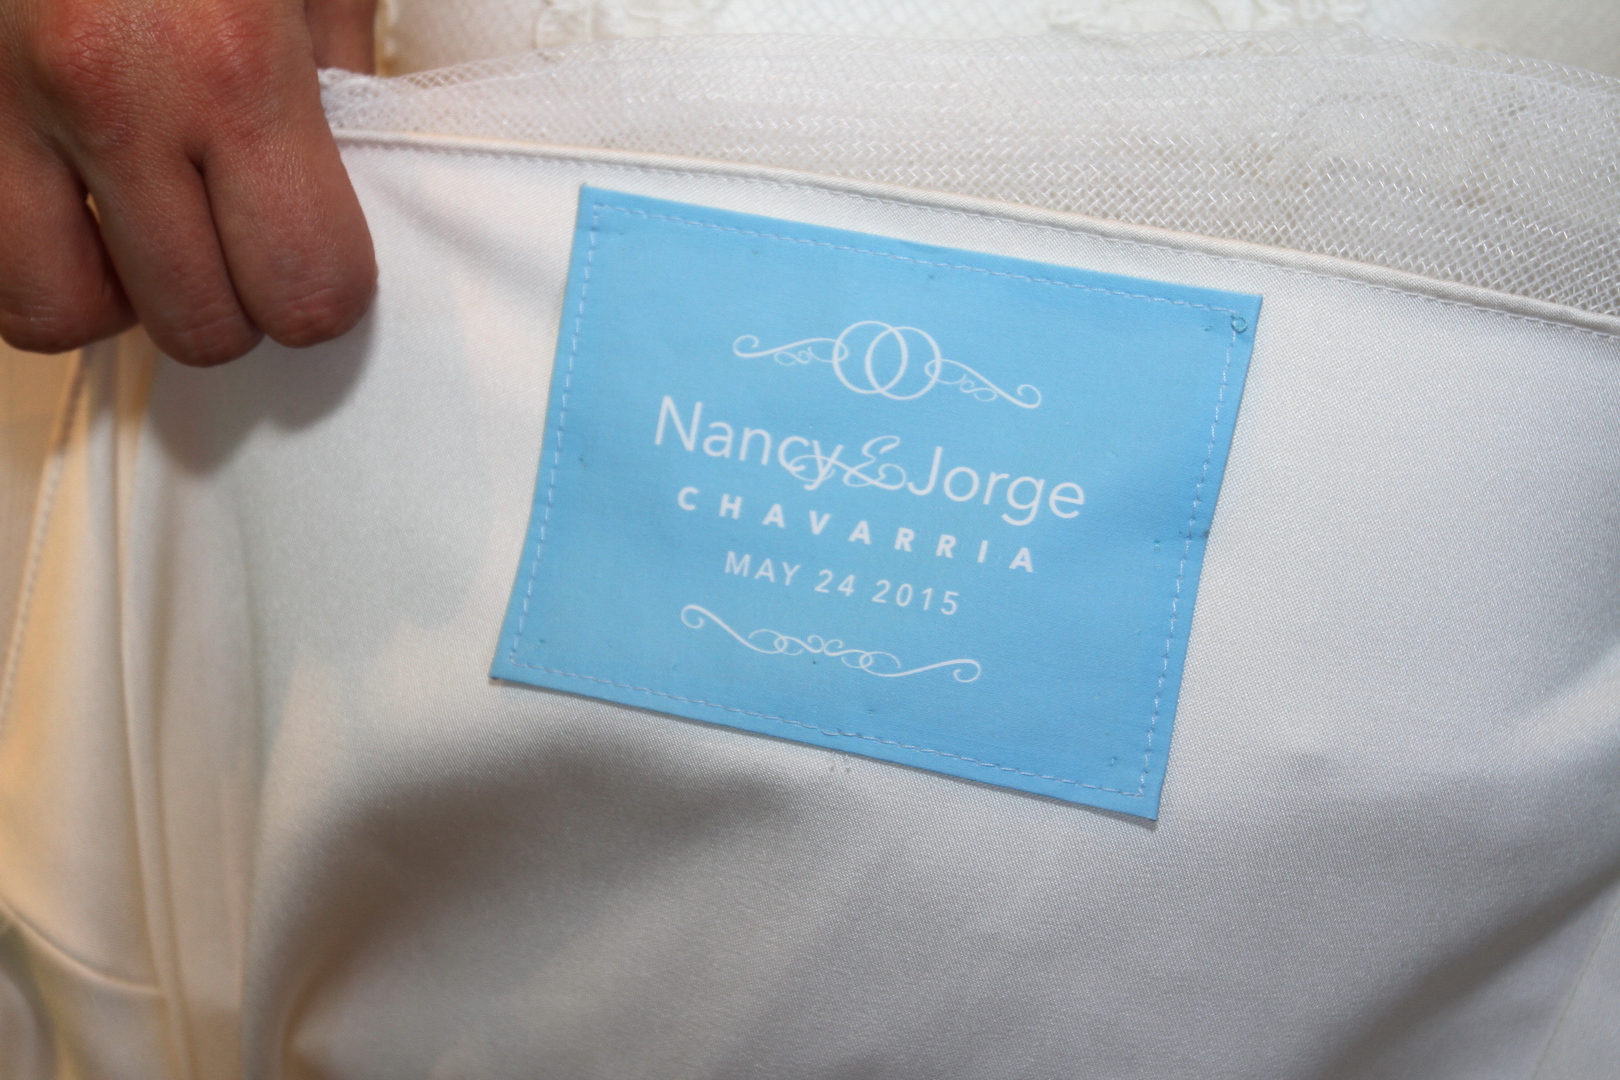 Nancy & Jorge
CHAVARRIA
MAY 24 2015